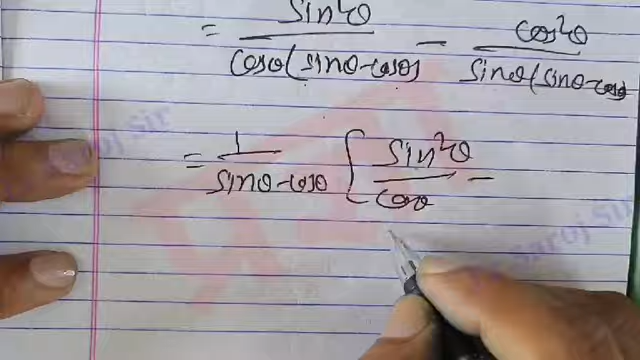 = sin²θ / cosθ(sinθ-cosθ) - cos²θ / sinθ(sinθ-cosθ)
= 1 / sinθ-cosθ [ sin²θ / cosθ -